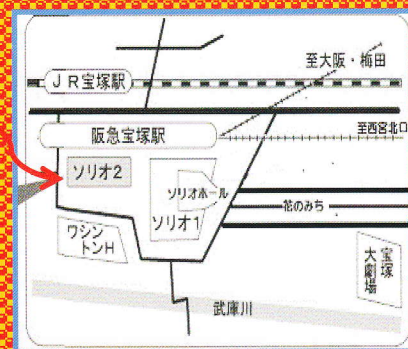 JR宝塚駅
至大阪・梅田
阪急宝塚駅
至西宮北口
ソリオ2
ソリオホール
ソリオ1
花のみち
ワシン
トンH
宝塚
大劇場
武庫川